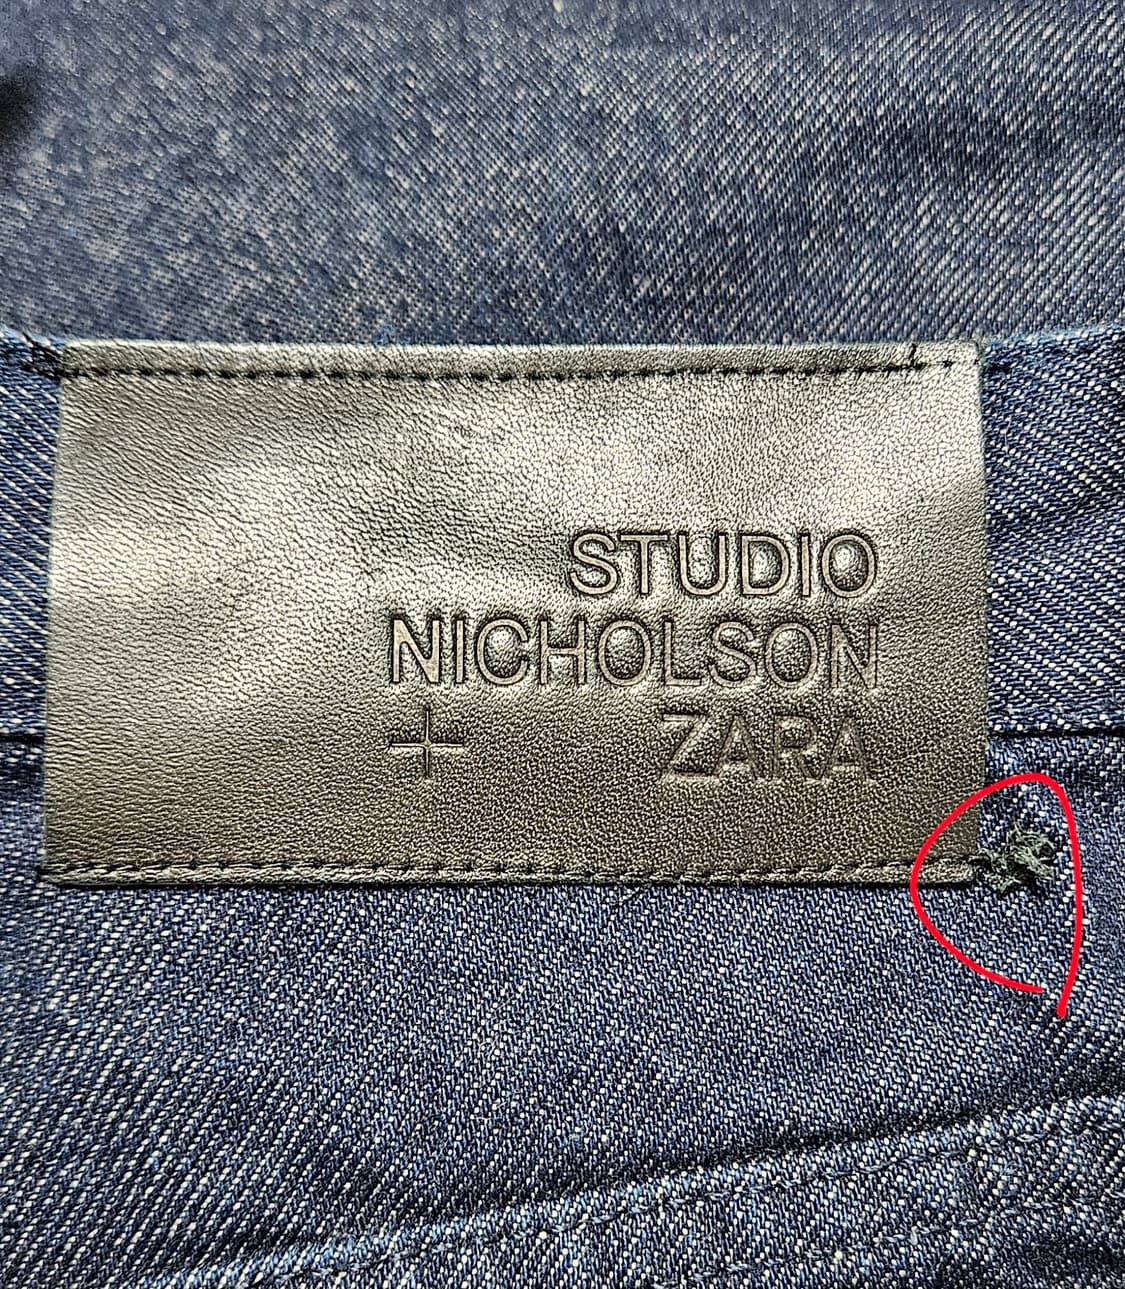 STUDIO
NICHOLSON
+ ZARA